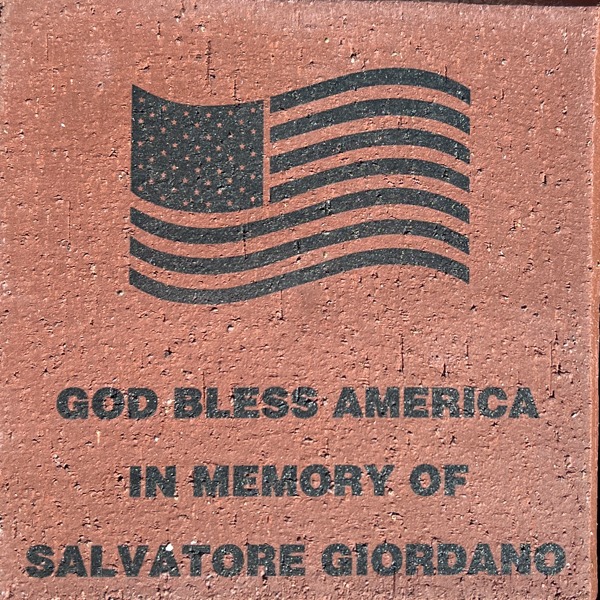 GOD BLESS AMERICA
IN MEMORY OF
SALVATORE GIORDANO